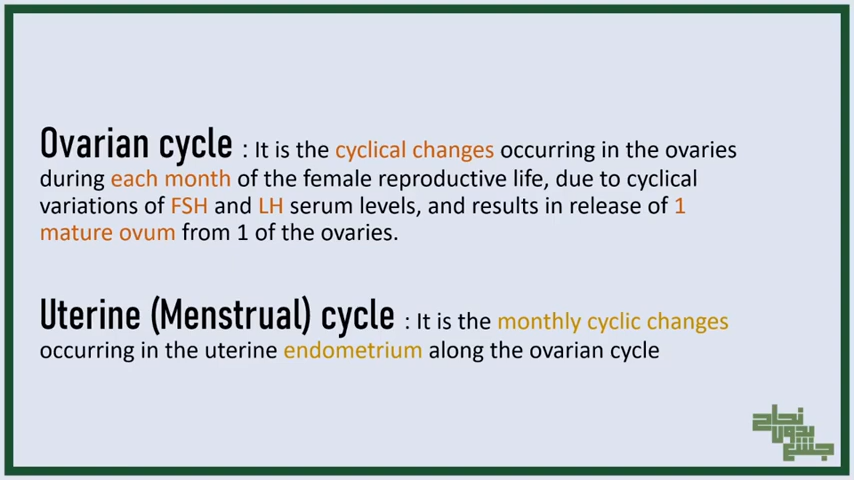 Ovarian cycle : It is the cyclical changes occurring in the ovaries
during each month of the female reproductive life, due to cyclical
variations of FSH and LH serum levels, and results in release of 1
mature ovum from 1 of the ovaries.
Uterine (Menstrual) cycle : It is the monthly cyclic changes
occurring in the uterine endometrium along the ovarian cycle
نجاح
بدون
جشع